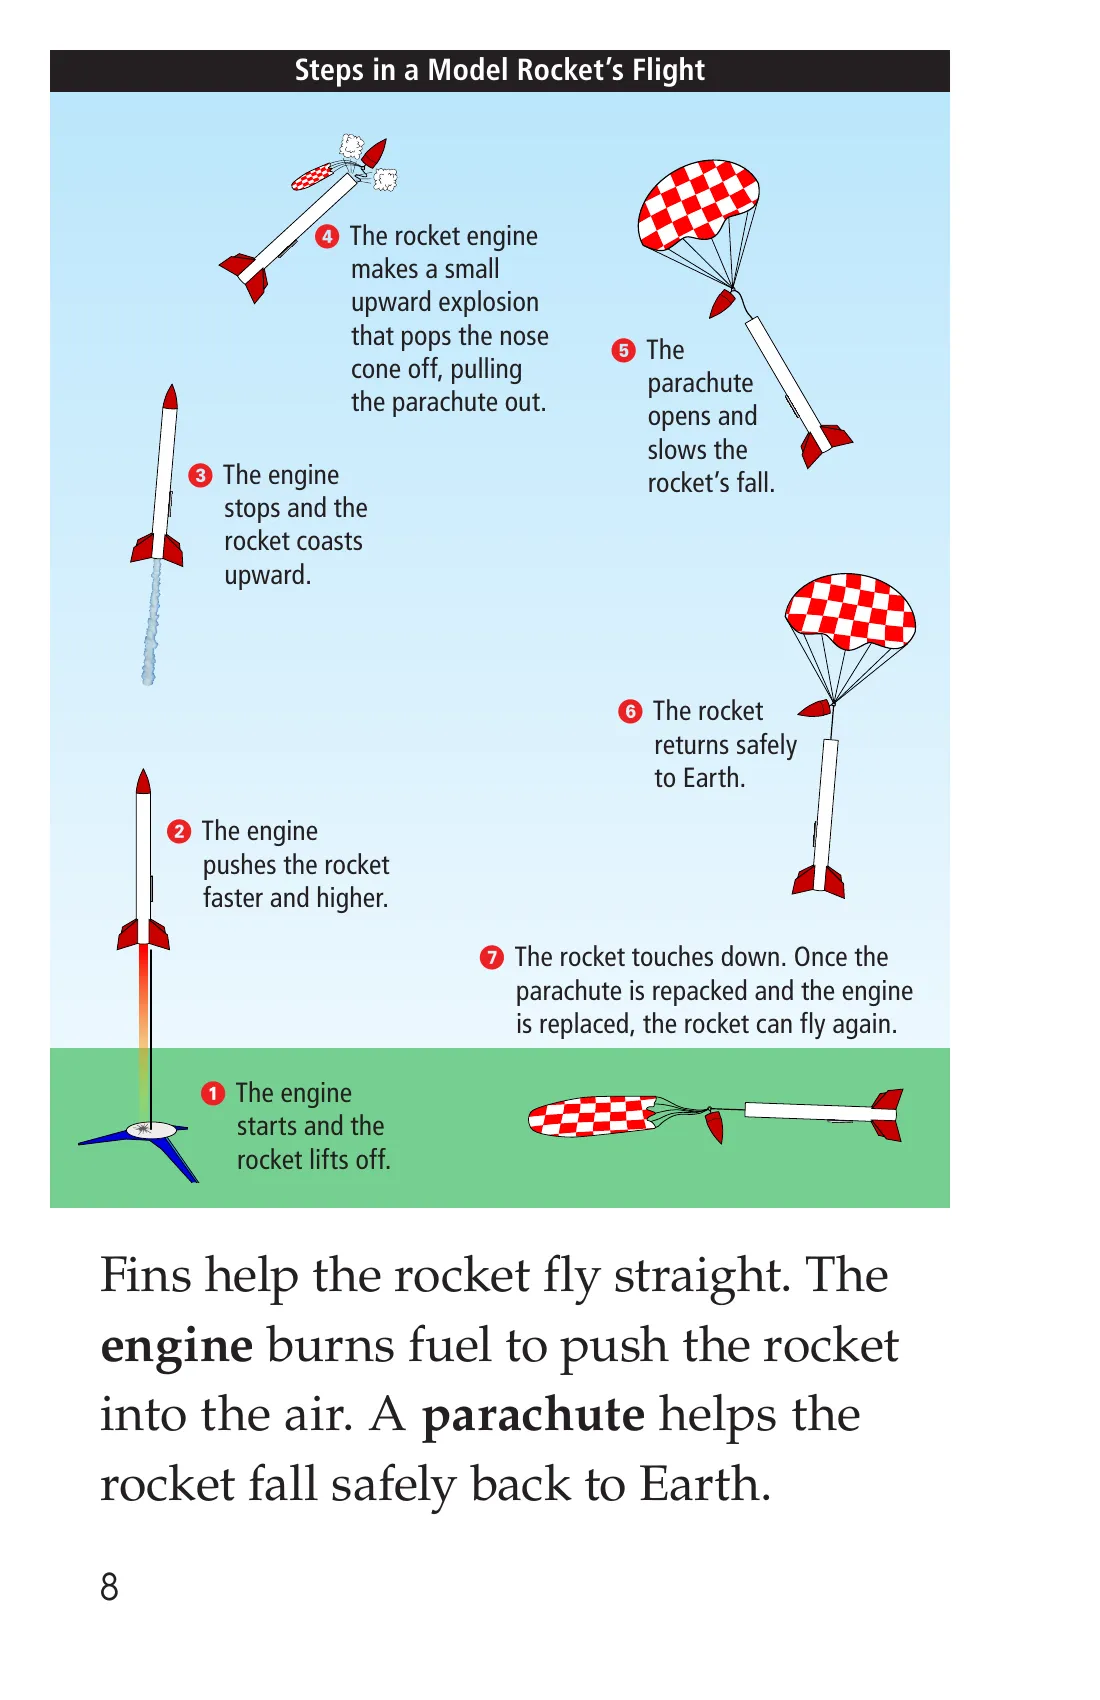 Steps in a Model Rocket’s Flight
4 The rocket engine
makes a small
upward explosion
that pops the nose
cone off, pulling
the parachute out.
5 The
parachute
opens and
slows the
rocket’s fall.
3 The engine
stops and the
rocket coasts
upward.
6 The rocket
returns safely
to Earth.
2 The engine
pushes the rocket
faster and higher.
7 The rocket touches down. Once the
parachute is repacked and the engine
is replaced, the rocket can fly again.
1 The engine
starts and the
rocket lifts off.
Fins help the rocket fly straight. The
engine burns fuel to push the rocket
into the air. A parachute helps the
rocket fall safely back to Earth.
8